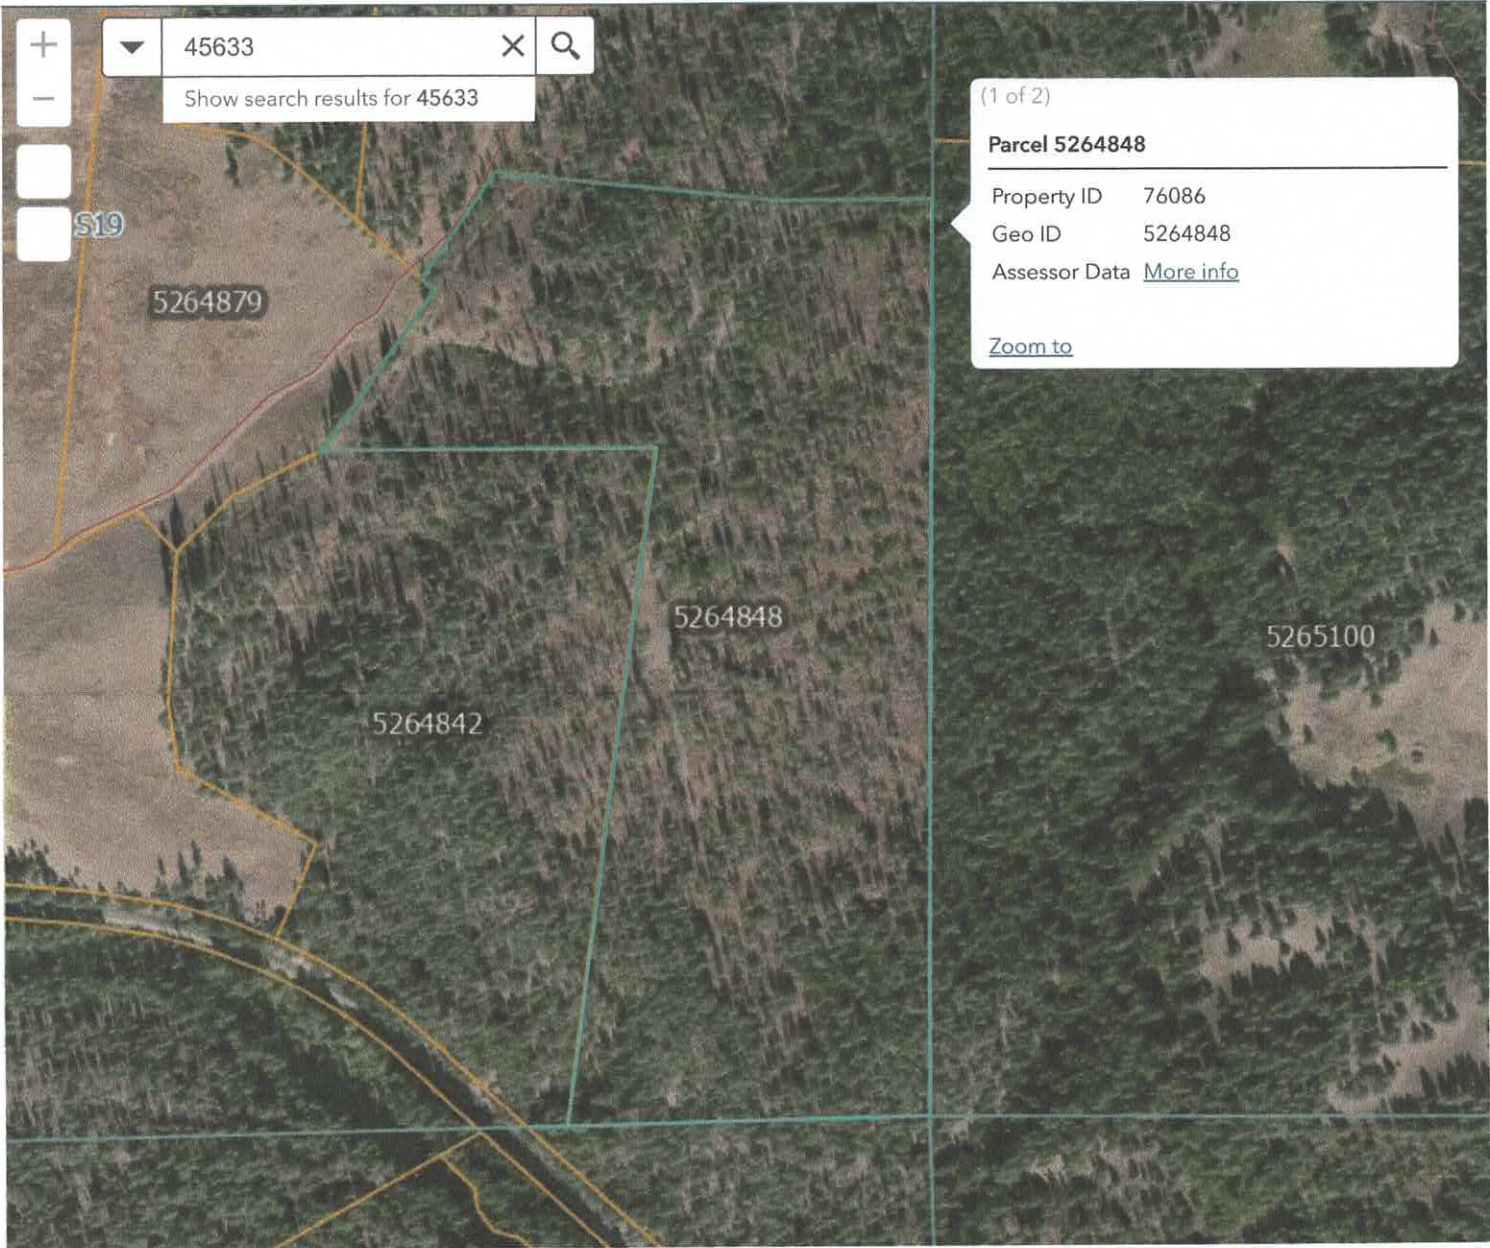 +
45633
Show search results for 45633
−
(1 of 2)
Parcel 5264848
Property ID 76086
Geo ID 5264848
Assessor Data More info
Zoom to
S19
5264879
5264848
5265100
5264842